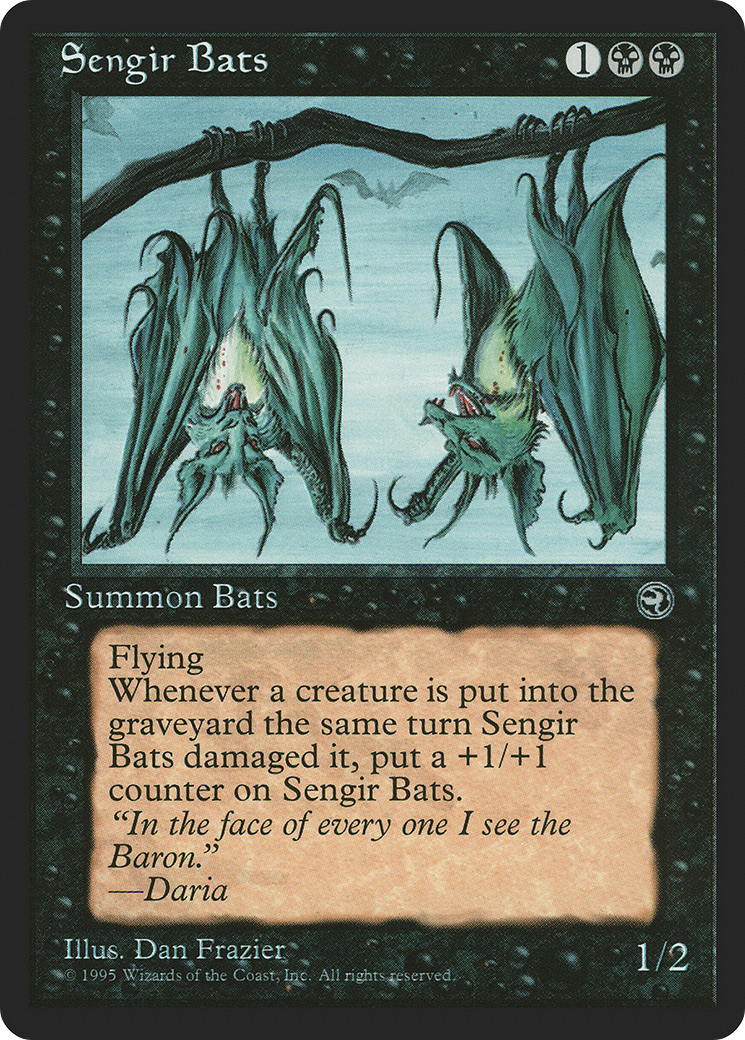 Sengir Bats
1
Summon Bats
Flying
Whenever a creature is put into the
graveyard the same turn Sengir
Bats damaged it, put a +1/+1
counter on Sengir Bats.
“In the face of every one I see the
Baron.”
—Daria
Illus. Dan Frazier
1/2
© 1995 Wizards of the Coast, Inc. All rights reserved.